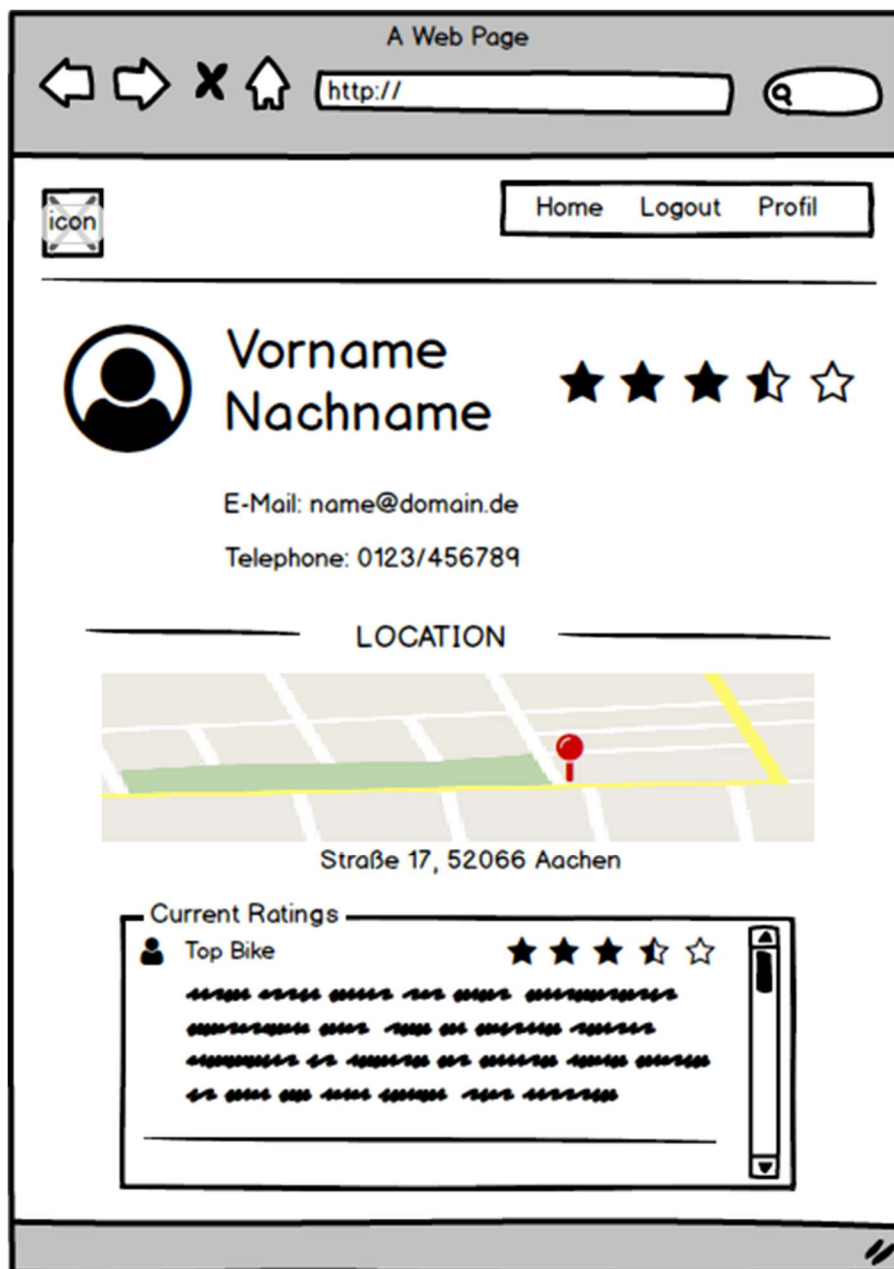 A Web Page
http://
icon
Home Logout Profil
Vorname
Nachname
E-Mail: name@domain.de
Telephone: 0123/456789
LOCATION
Straße 17, 52066 Aachen
Current Ratings
Top Bike